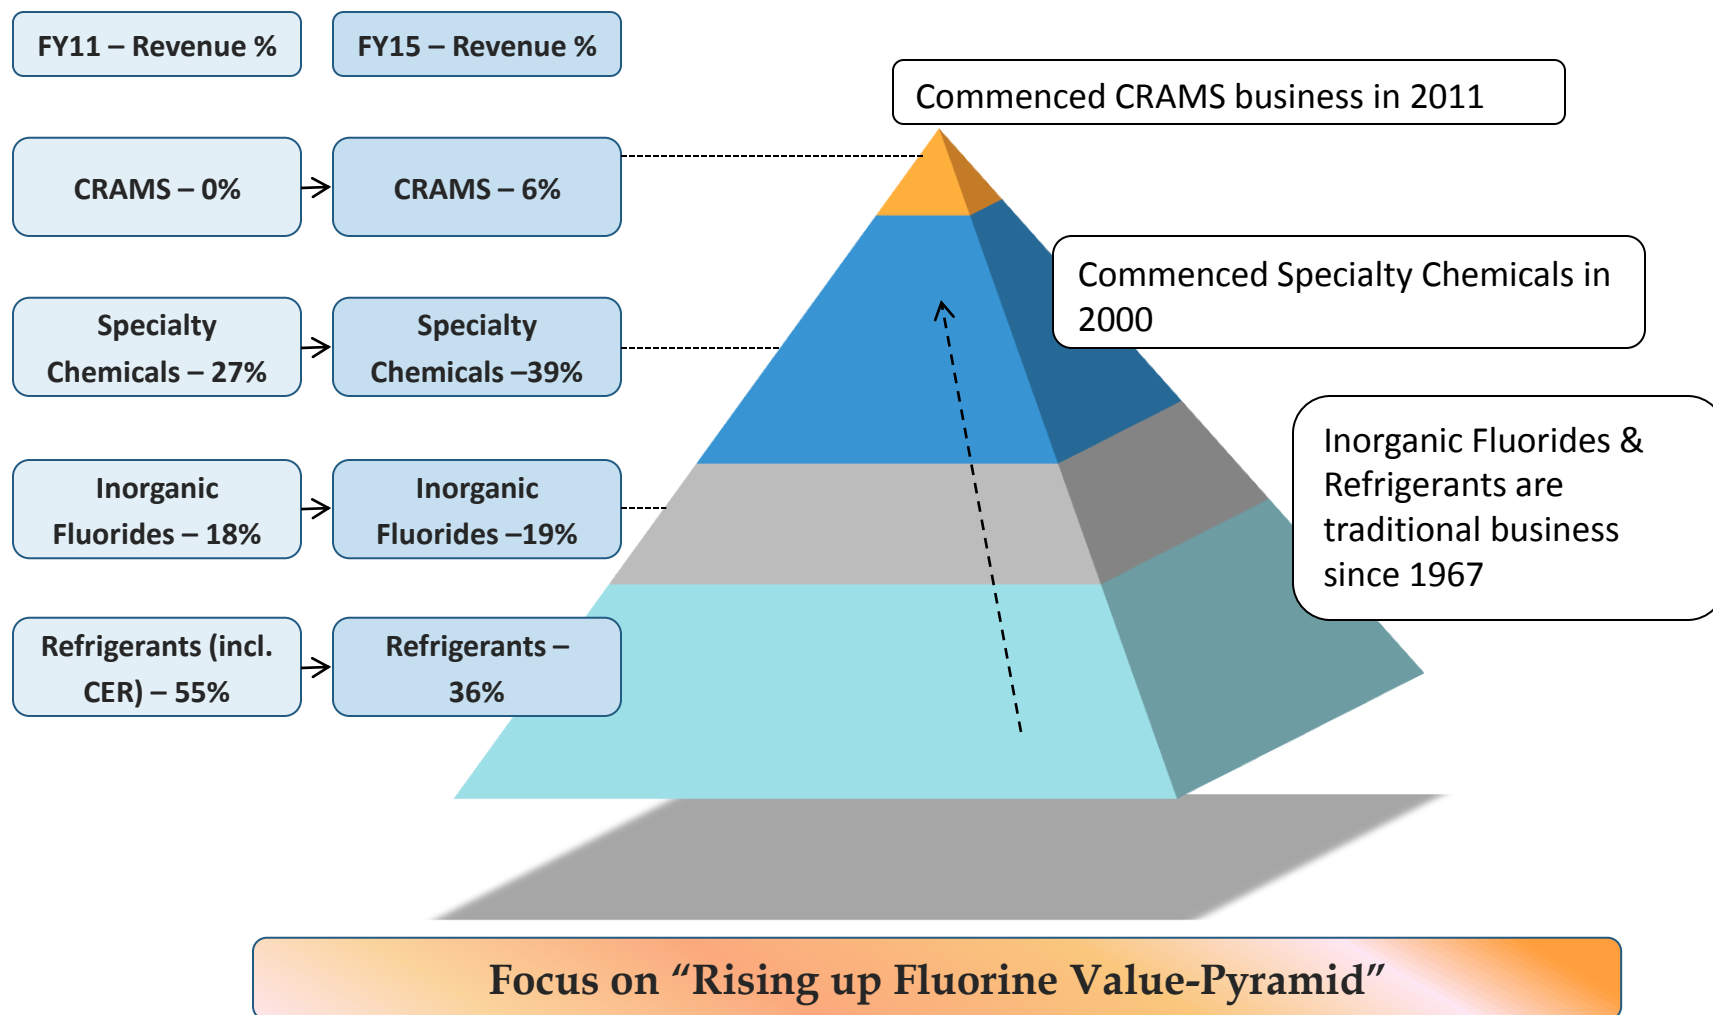 FY11 – Revenue %
FY15 – Revenue %
Commenced CRAMS business in 2011
CRAMS – 0%
CRAMS – 6%
Commenced Specialty Chemicals in
2000
Specialty
Chemicals – 27%
Specialty
Chemicals –39%
Inorganic Fluorides &
Refrigerants are
traditional business
since 1967
Inorganic
Fluorides – 18%
Inorganic
Fluorides –19%
Refrigerants (incl.
CER) – 55%
Refrigerants –
36%
Focus on “Rising up Fluorine Value-Pyramid”